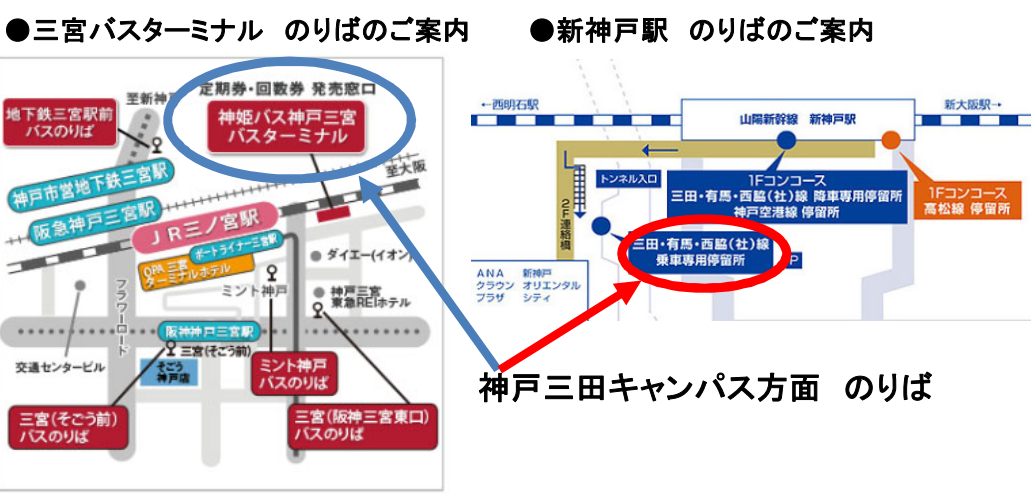 ●三宮バスターミナル のりばのご案内
●新神戸駅 のりばのご案内
定期券・回数券 発売窓口
至新神
地下鉄三宮駅前
バスのりば
神姫バス神戸三宮
バスターミナル
至大阪
神戸市営地下鉄三宮駅
阪急神戸三宮駅
JR三ノ宮駅
ポートライナー三宮駅
OPA 三宮
ターミナルホテル
ダイエー(イオン)
ミント神戸
神戸三宮
東急REIホテル
フラワーロード
阪神神戸三宮駅
三宮(そごう前)
交通センタービル
そごう
神戸店
ミント神戸
バスのりば
三宮(そごう前)
バスのりば
三宮(阪神三宮東口)
バスのりば
←西明石駅
新大阪駅→
山陽新幹線 新神戸駅
トンネル入口
1Fコンコース
三田・有馬・西脇(社)線 降車専用停留所
神戸空港線 停留所
1Fコンコース
高松線 停留所
2F連絡橋
三田・有馬・西脇(社)線
乗車専用停留所
P
ANA 新神戸
クラウン オリエンタル
プラザ シティ
神戸三田キャンパス方面 のりば